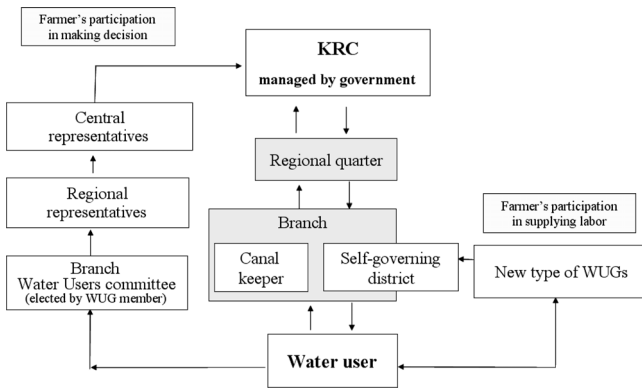 Farmer's participation
in making decision
KRC
managed by government
Central
representatives
Regional quarter
Regional
representatives
Farmer's participation
in supplying labor
Branch
Canal
keeper
Self-governing
district
New type of WUGs
Branch
Water Users committee
(elected by WUG member)
Water user